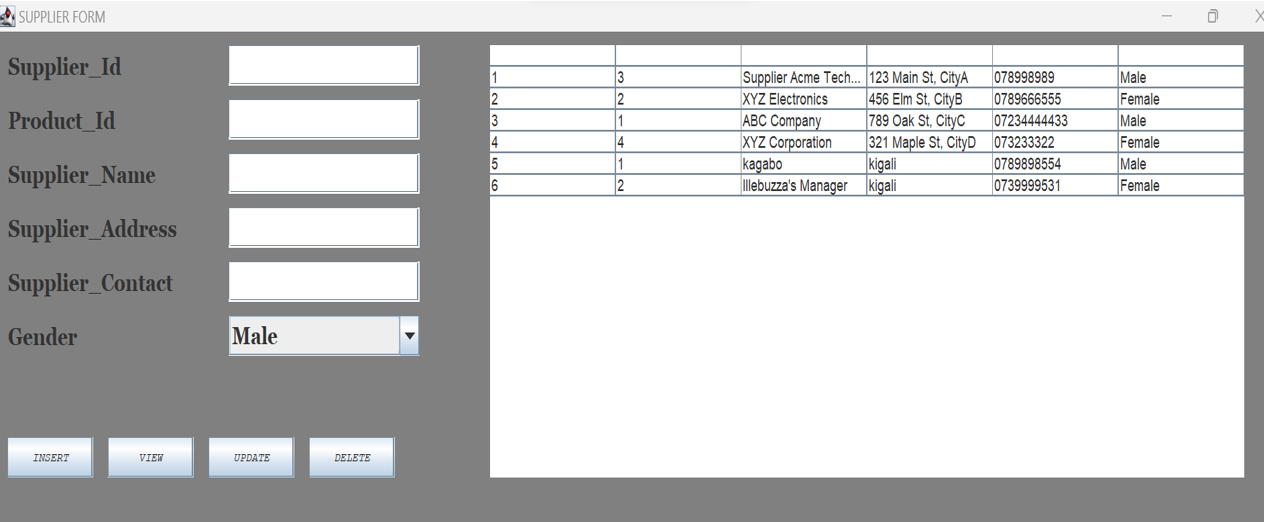 SUPPLIER FORM
Supplier_Id
Product_Id
Supplier_Name
Supplier_Address
Supplier_Contact
Gender
Male
INSERT VIEW UPDATE DELETE
1 3 Supplier Acme Tech... 123 Main St, CityA 078998989 Male
2 2 XYZ Electronics 456 Elm St, CityB 0789666555 Female
3 1 ABC Company 789 Oak St, CityC 07234444433 Male
4 4 XYZ Corporation 321 Maple St, CityD 073233322 Female
5 1 kagabo kigali 0789898554 Male
6 2 Illebuzza's Manager kigali 0739999531 Female